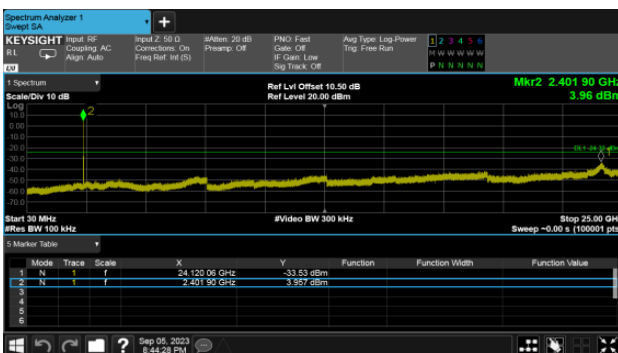 Spectrum Analyzer 1
Swept SA
KEYSIGHT
RL
Input: RF
Coupling: AC
Align: Auto
Input Z: 50 Ω
Corrections: On
Freq Ref: Int (S)
#Atten: 20 dB
Preamp: Off
PNO: Fast
Gate: Off
IF Gain: Low
Sig Track: Off
Avg Type: Log-Power
Trig: Free Run
1 2 3 4 5 6
M W W W W W
P N N N N N
1 Spectrum
Scale/Div 10 dB
Ref Lvl Offset 10.50 dB
Ref Level 20.00 dBm
Mkr2 2.401 90 GHz
3.96 dBm
Log
10.0
0.00
-10.0
-20.0
-30.0
-40.0
-50.0
-60.0
-70.0
2
1
Start 30 MHz
#Res BW 100 kHz
#Video BW 300 kHz
Stop 25.00 GHz
Sweep ~0.00 s (100001 pts)
5 Marker Table
Mode Trace Scale X Y Function Function Width Function Value
1 N 1 f 24.120 06 GHz -33.53 dBm
2 N 1 f 2.401 90 GHz 3.957 dBm
3
4
5
6
?
Sep 05, 2023
8:44:28 PM